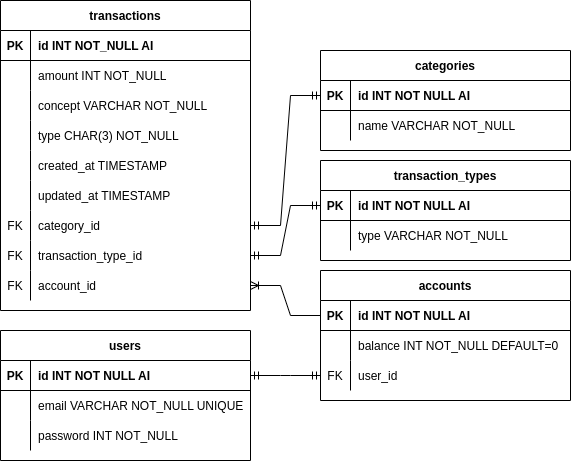 transactions
PK id INT NOT_NULL AI
amount INT NOT_NULL
concept VARCHAR NOT_NULL
type CHAR(3) NOT_NULL
created_at TIMESTAMP
updated_at TIMESTAMP
FK category_id
FK transaction_type_id
FK account_id
categories
PK id INT NOT NULL AI
name VARCHAR NOT_NULL
transaction_types
PK id INT NOT NULL AI
type VARCHAR NOT_NULL
accounts
PK id INT NOT NULL AI
balance INT NOT_NULL DEFAULT=0
FK user_id
users
PK id INT NOT NULL AI
email VARCHAR NOT_NULL UNIQUE
password INT NOT_NULL